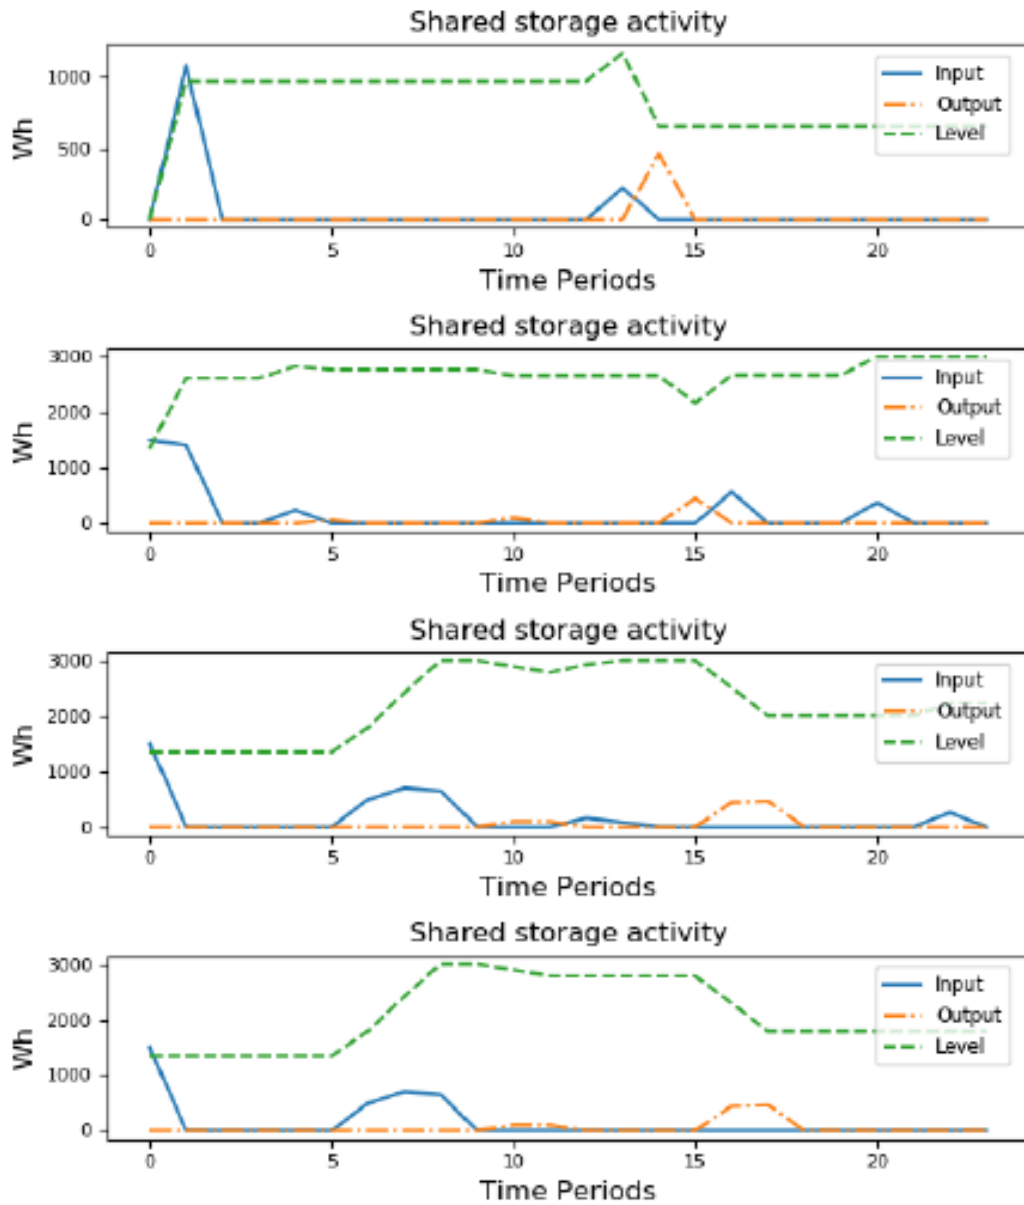 Shared storage activity
1000
500
0
Wh
Input
Output
Level
0 5 10 15 20
Time Periods
Shared storage activity
3000
2000
1000
0
Wh
Input
Output
Level
0 5 10 15 20
Time Periods
Shared storage activity
3000
2000
1000
0
Wh
Input
Output
Level
0 5 10 15 20
Time Periods
Shared storage activity
3000
2000
1000
0
Wh
Input
Output
Level
0 5 10 15 20
Time Periods